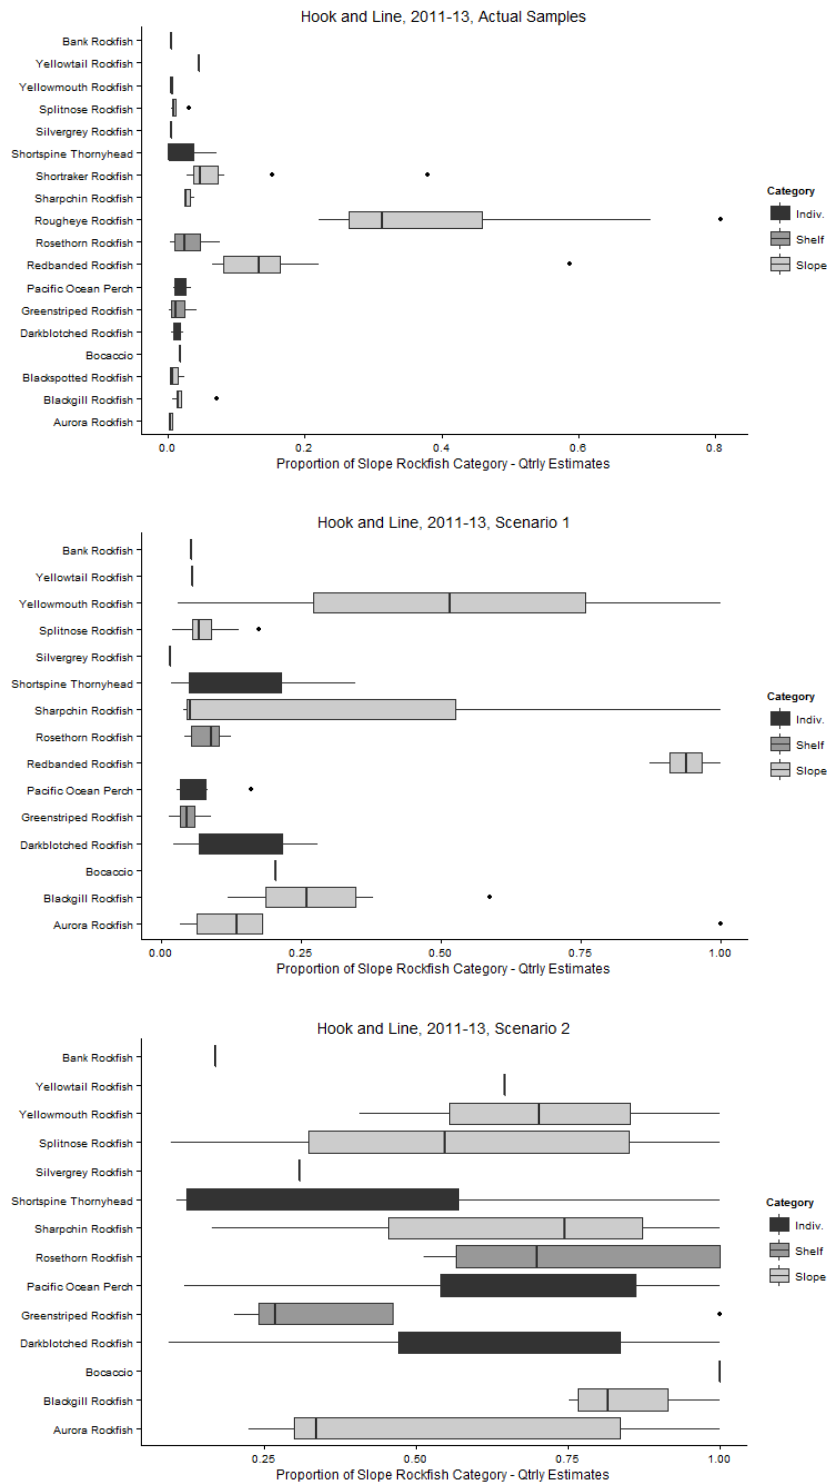 Hook and Line, 2011-13, Actual Samples
Bank Rockfish
Yellowtail Rockfish
Yellowmouth Rockfish
Splitnose Rockfish
Silvergrey Rockfish
Shortspine Thornyhead
Shortraker Rockfish
Sharpchin Rockfish
Rougheye Rockfish
Rosethorn Rockfish
Redbanded Rockfish
Pacific Ocean Perch
Greenstriped Rockfish
Darkblotched Rockfish
Bocaccio
Blackspotted Rockfish
Blackgill Rockfish
Aurora Rockfish
0.0 0.2 0.4 0.6 0.8
Proportion of Slope Rockfish Category - Qtrly Estimates
Category
Indiv.
Shelf
Slope
Hook and Line, 2011-13, Scenario 1
Bank Rockfish
Yellowtail Rockfish
Yellowmouth Rockfish
Splitnose Rockfish
Silvergrey Rockfish
Shortspine Thornyhead
Sharpchin Rockfish
Rosethorn Rockfish
Redbanded Rockfish
Pacific Ocean Perch
Greenstriped Rockfish
Darkblotched Rockfish
Bocaccio
Blackgill Rockfish
Aurora Rockfish
0.00 0.25 0.50 0.75 1.00
Proportion of Slope Rockfish Category - Qtrly Estimates
Category
Indiv.
Shelf
Slope
Hook and Line, 2011-13, Scenario 2
Bank Rockfish
Yellowtail Rockfish
Yellowmouth Rockfish
Splitnose Rockfish
Silvergrey Rockfish
Shortspine Thornyhead
Sharpchin Rockfish
Rosethorn Rockfish
Pacific Ocean Perch
Greenstriped Rockfish
Darkblotched Rockfish
Bocaccio
Blackgill Rockfish
Aurora Rockfish
0.25 0.50 0.75 1.00
Proportion of Slope Rockfish Category - Qtrly Estimates
Category
Indiv.
Shelf
Slope